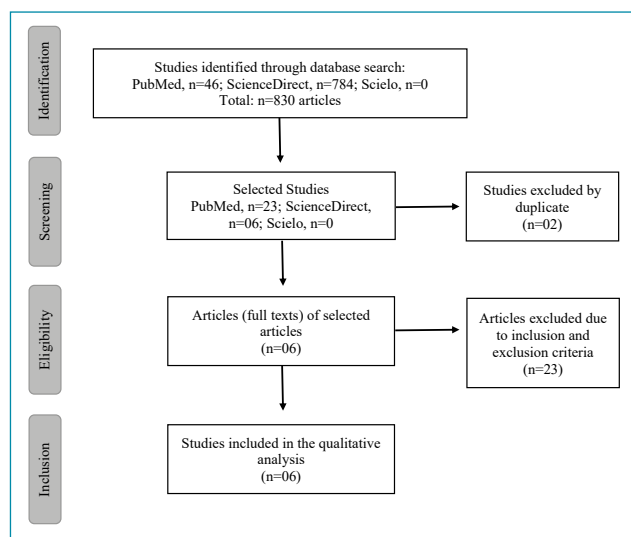 Identification
Studies identified through database search:
PubMed, n=46; ScienceDirect, n=784; Scielo, n=0
Total: n=830 articles
Screening
Selected Studies
PubMed, n=23; ScienceDirect,
n=06; Scielo, n=0
Studies excluded by
duplicate
(n=02)
Eligibility
Articles (full texts) of selected
articles
(n=06)
Articles excluded due
to inclusion and
exclusion criteria
(n=23)
Inclusion
Studies included in the qualitative
analysis
(n=06)